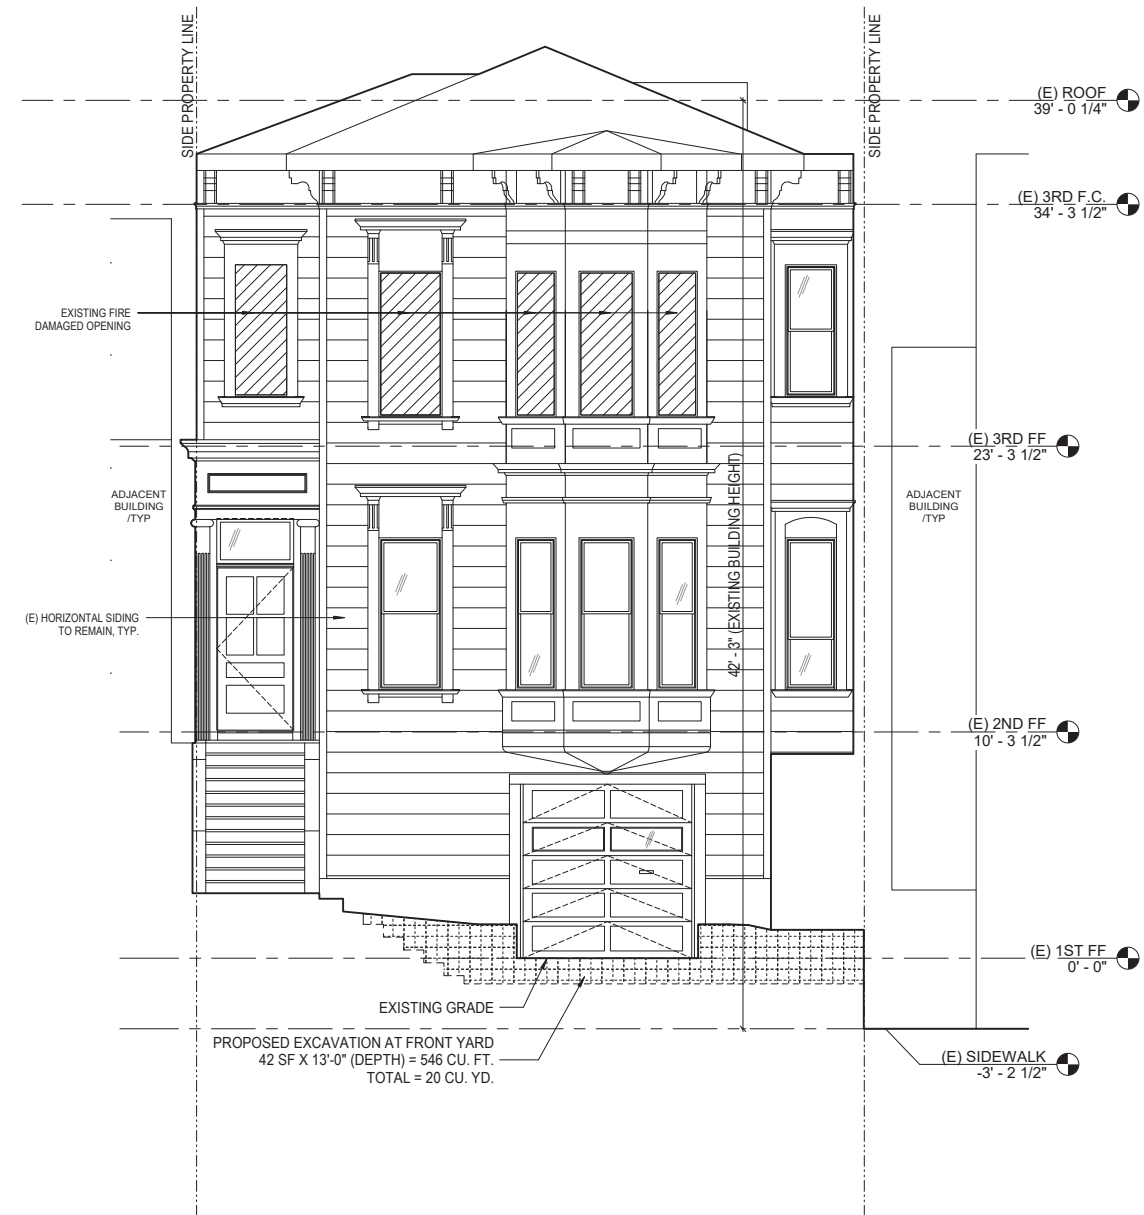 SIDE PROPERTY LINE
SIDE PROPERTY LINE
(E) ROOF
39' - 0 1/4"
(E) 3RD F.C.
34' - 3 1/2"
EXISTING FIRE
DAMAGED OPENING
(E) 3RD FF
23' - 3 1/2"
ADJACENT
BUILDING
/TYP
42' - 3" (EXISTING BUILDING HEIGHT)
ADJACENT
BUILDING
/TYP
(E) HORIZONTAL SIDING
TO REMAIN, TYP.
(E) 2ND FF
10' - 3 1/2"
(E) 1ST FF
0' - 0"
EXISTING GRADE
PROPOSED EXCAVATION AT FRONT YARD
42 SF X 13'-0" (DEPTH) = 546 CU. FT.
TOTAL = 20 CU. YD.
(E) SIDEWALK
-3' - 2 1/2"